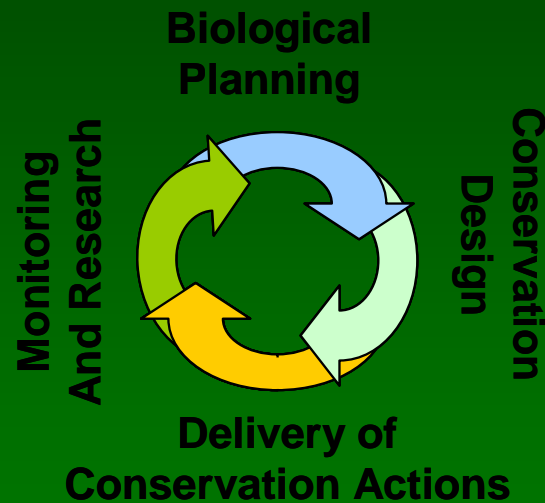 Biological
Planning
Conservation
Design
Delivery of
Conservation Actions
Monitoring
And Research